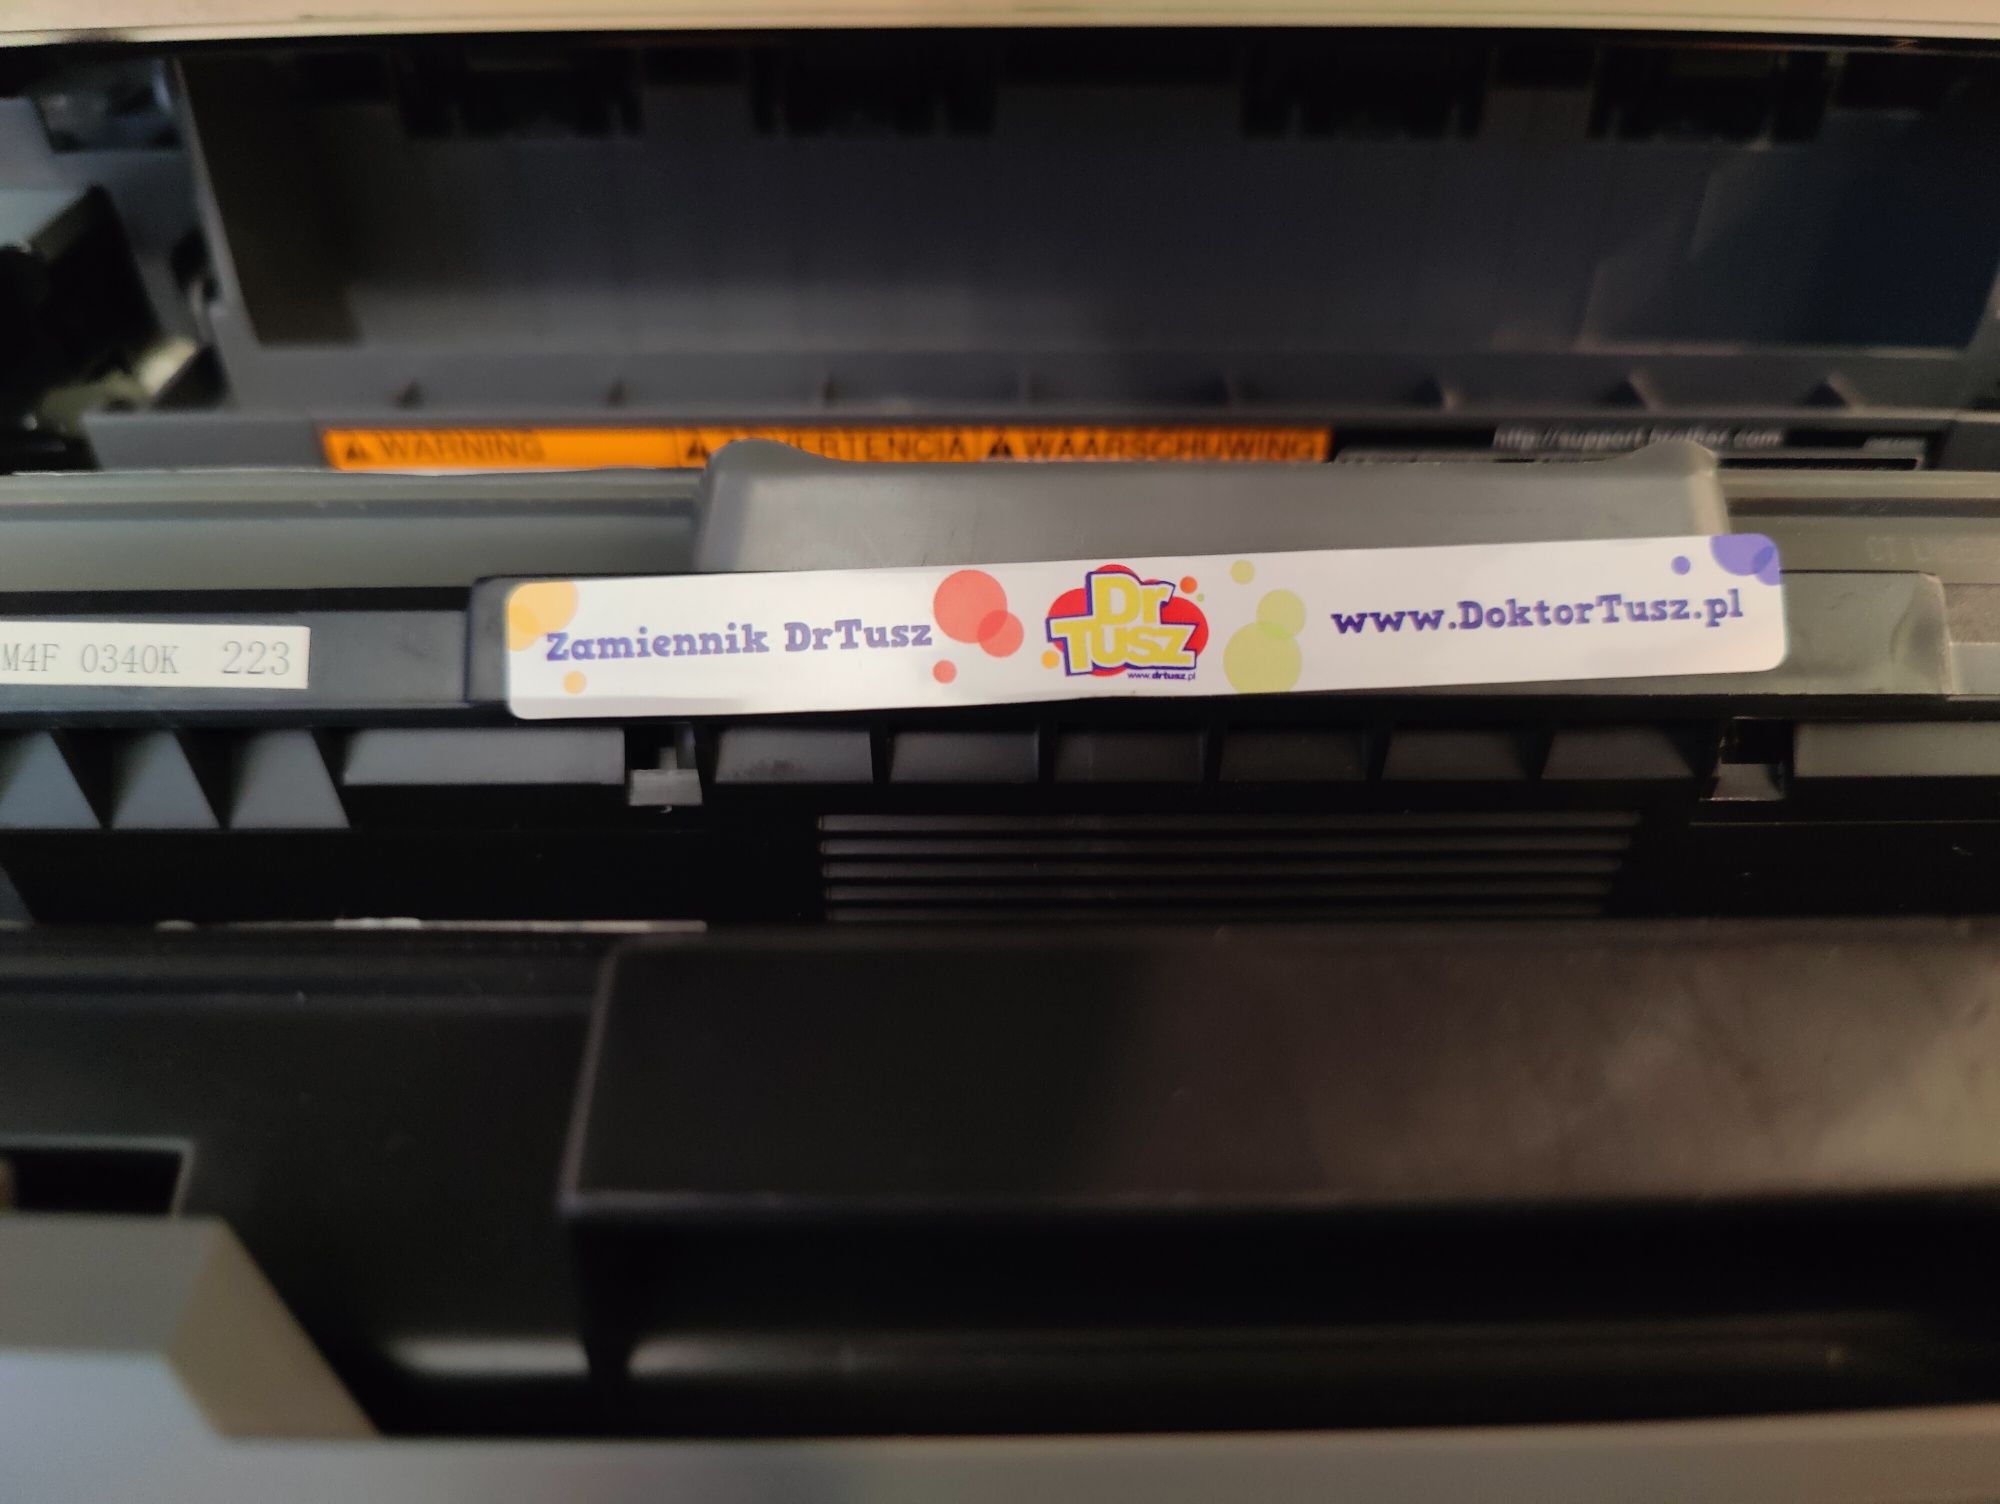 WARNING ADVERTENCIA WAARSCHUWING
http://support.brother.com
M4F 0340K 223
Zamiennik DrTusz
Dr
Tusz
www.drtusz.pl
www.DoktorTusz.pl